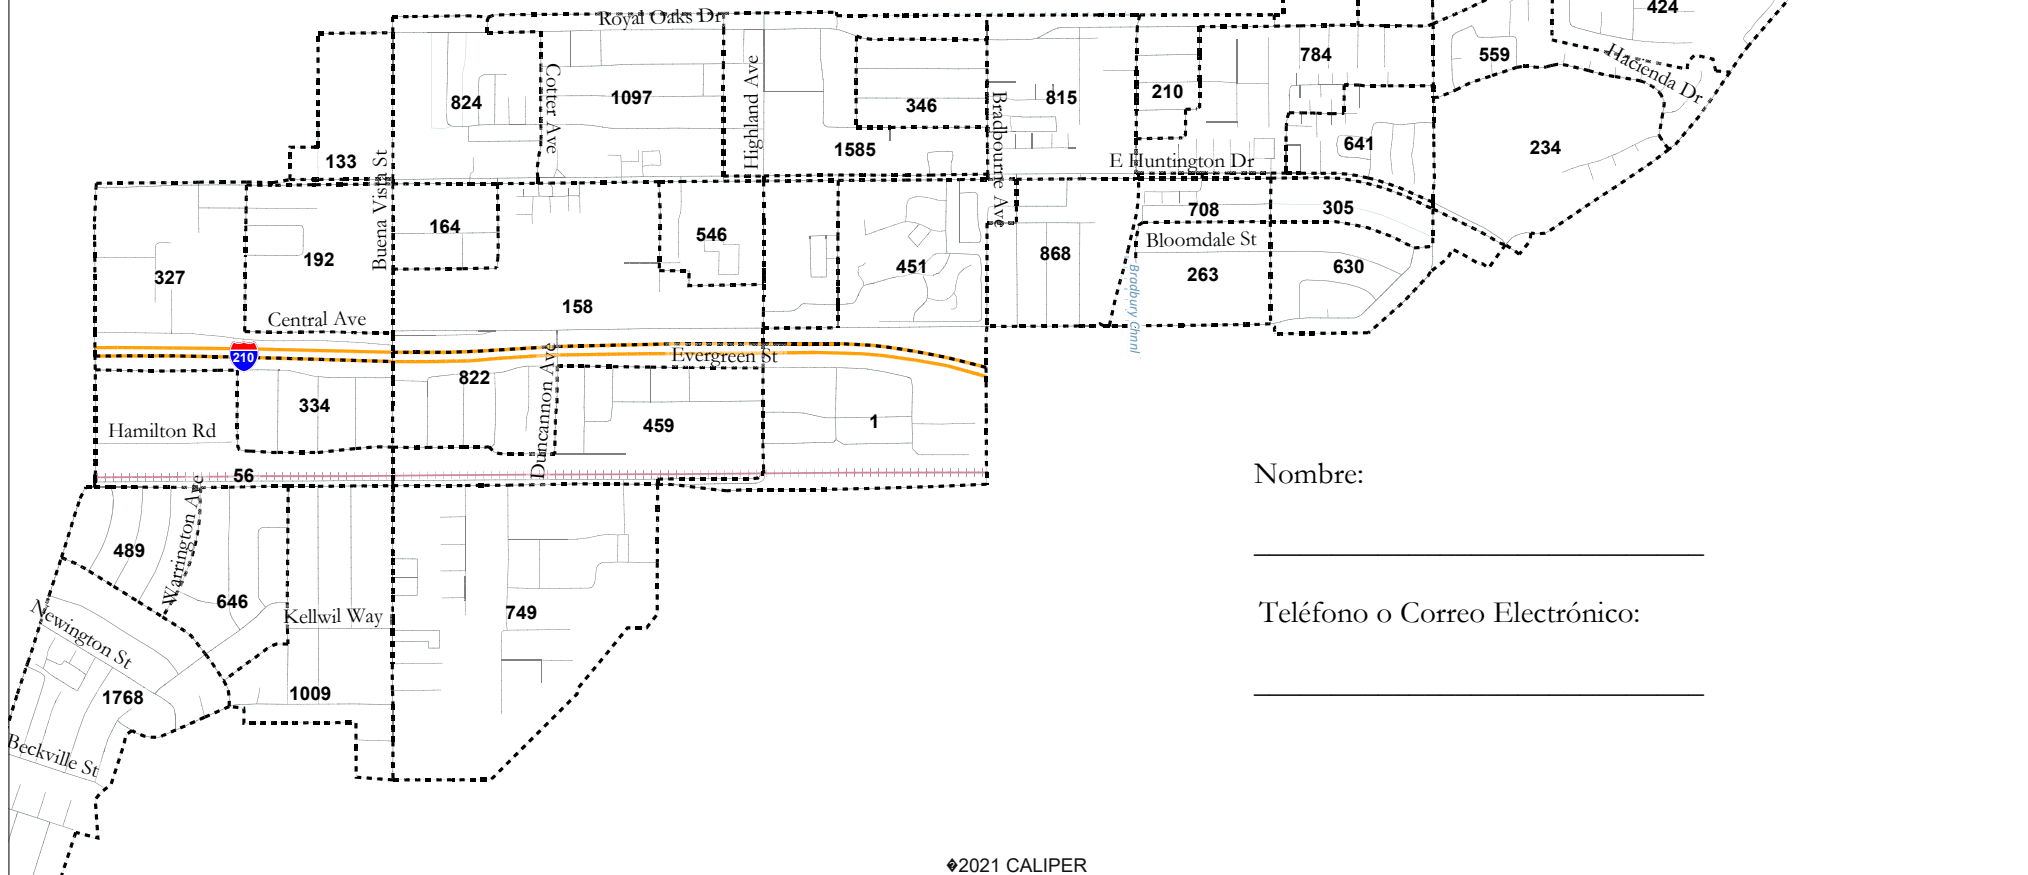 424
Royal Oaks Dr
784
559
Hacienda Dr
824
Cotter Ave
1097
Highland Ave
346
Bradbourne Ave
815
210
133
Buena Vista St
1585
E Huntington Dr
641
234
327
192
164
546
451
868
708
305
Bloomdale St
263
630
Bradbury Chnnl
158
Central Ave
210
Evergreen St
822
Duncannon Ave
334
459
1
Hamilton Rd
56
Warrington Ave
489
646
Kellwil Way
749
Newington St
1768
1009
Beckville St
Nombre:
______________________________
Teléfono o Correo Electrónico:
______________________________
�2021 CALIPER